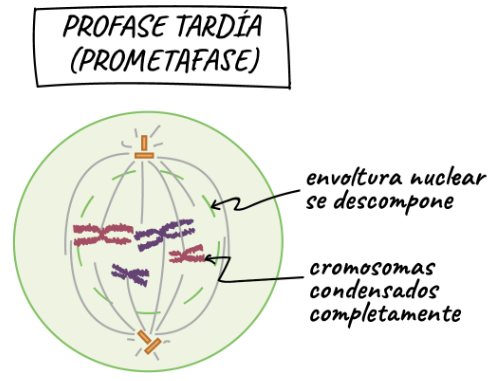 PROFASE TARDÍA
(PROMETAFASE)
envoltura nuclear
se descompone
cromosomas
condensados
completamente